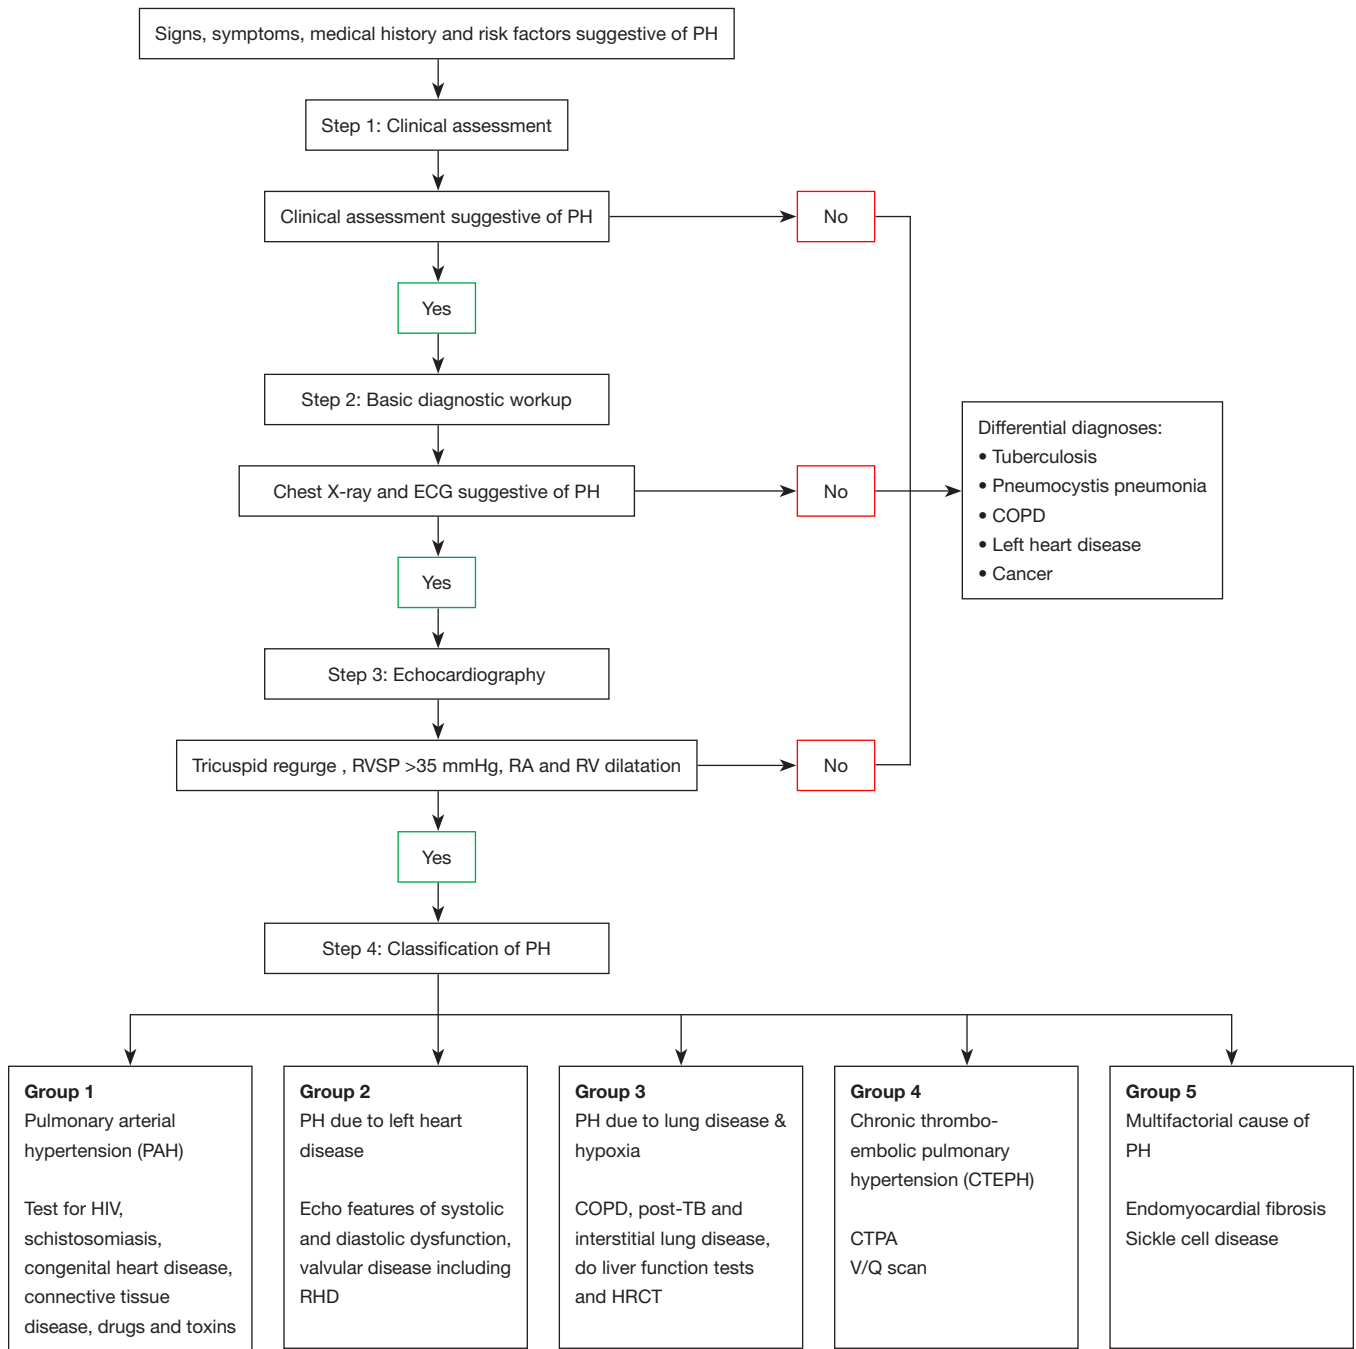 Signs, symptoms, medical history and risk factors suggestive of PH
Step 1: Clinical assessment
Clinical assessment suggestive of PH
No
Yes
Step 2: Basic diagnostic workup
Chest X-ray and ECG suggestive of PH
No
Differential diagnoses:
• Tuberculosis
• Pneumocystis pneumonia
• COPD
• Left heart disease
• Cancer
Yes
Step 3: Echocardiography
Tricuspid regurge , RVSP >35 mmHg, RA and RV dilatation
No
Yes
Step 4: Classification of PH
Group 1
Pulmonary arterial
hypertension (PAH)
Test for HIV,
schistosomiasis,
congenital heart disease,
connective tissue
disease, drugs and toxins
Group 2
PH due to left heart
disease
Echo features of systolic
and diastolic dysfunction,
valvular disease including
RHD
Group 3
PH due to lung disease &
hypoxia
COPD, post-TB and
interstitial lung disease,
do liver function tests
and HRCT
Group 4
Chronic thrombo-
embolic pulmonary
hypertension (CTEPH)
CTPA
V/Q scan
Group 5
Multifactorial cause of
PH
Endomyocardial fibrosis
Sickle cell disease